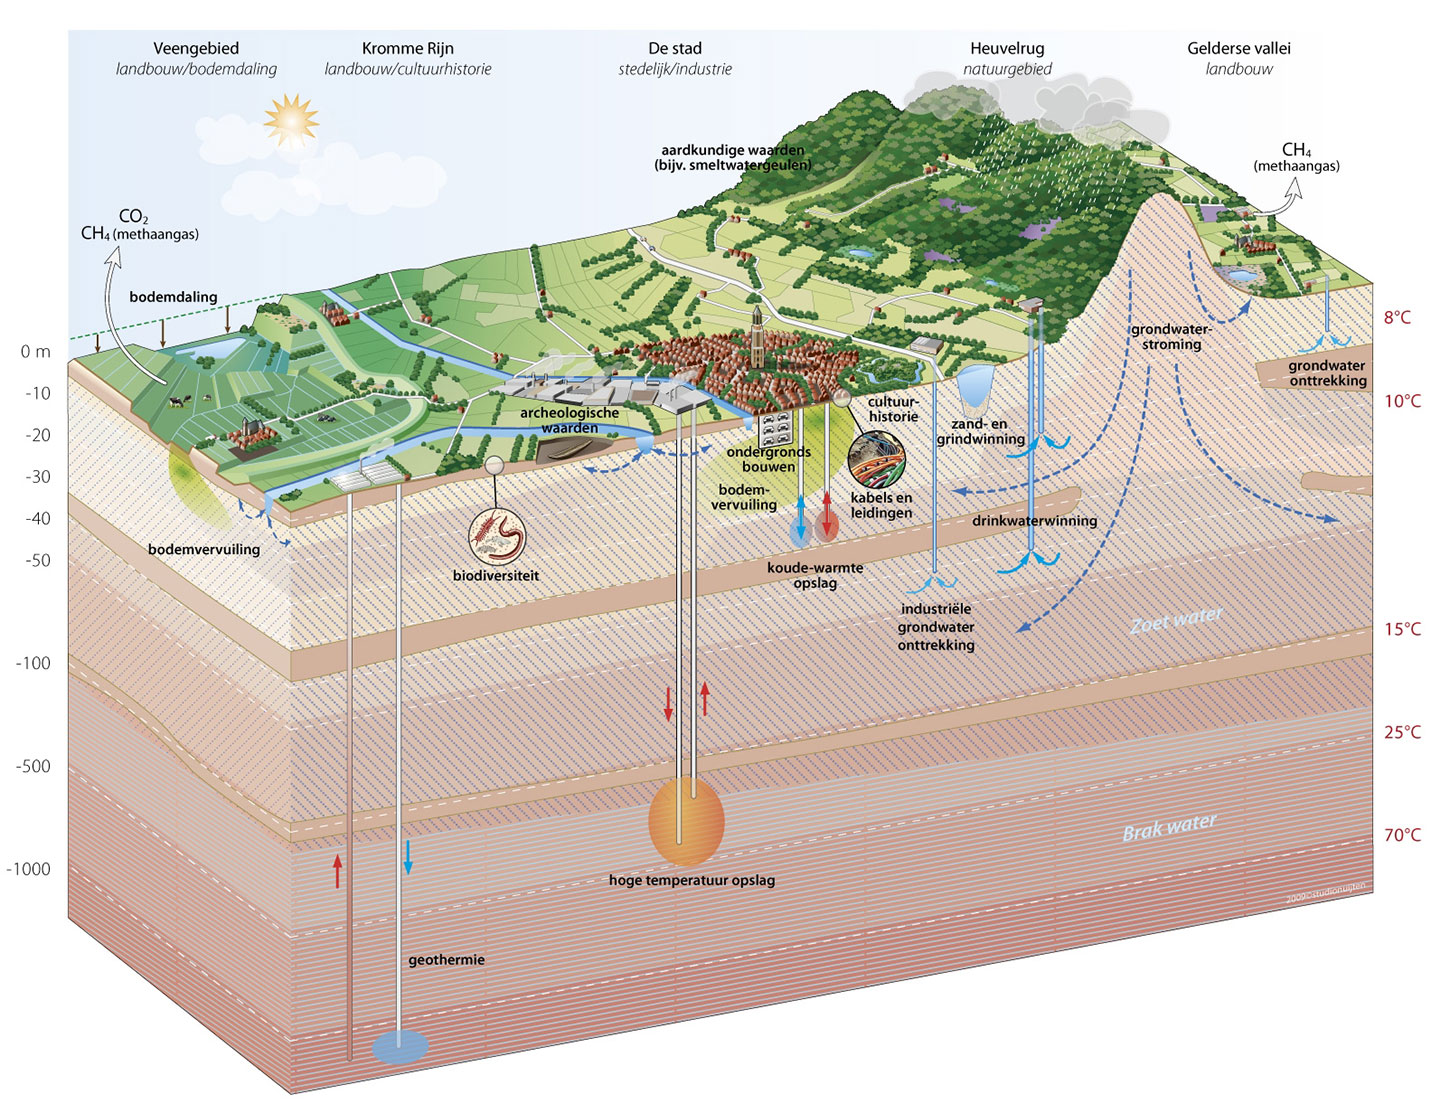 Veengebied
landbouw/bodemdaling
Kromme Rijn
landbouw/cultuurhistorie
De stad
stedelijk/industrie
Heuvelrug
natuurgebied
Gelderse vallei
landbouw
aardkundige waarden
(bijv. smeltwatergeulen)
CH₄
(methaangas)
CO₂
CH₄ (methaangas)
bodemdaling
0 m
-10
-20
-30
-40
-50
-100
-500
-1000
8°C
10°C
15°C
25°C
70°C
grondwater-
stroming
grondwater
onttrekking
archeologische
waarden
cultuur-
historie
zand- en
grindwinning
ondergronds
bouwen
bodem-
vervuiling
kabels en
leidingen
drinkwaterwinning
bodemvervuiling
biodiversiteit
koude-warmte
opslag
industriële
grondwater
onttrekking
Zoet water
Brak water
hoge temperatuur opslag
geothermie
2009©studionuijten